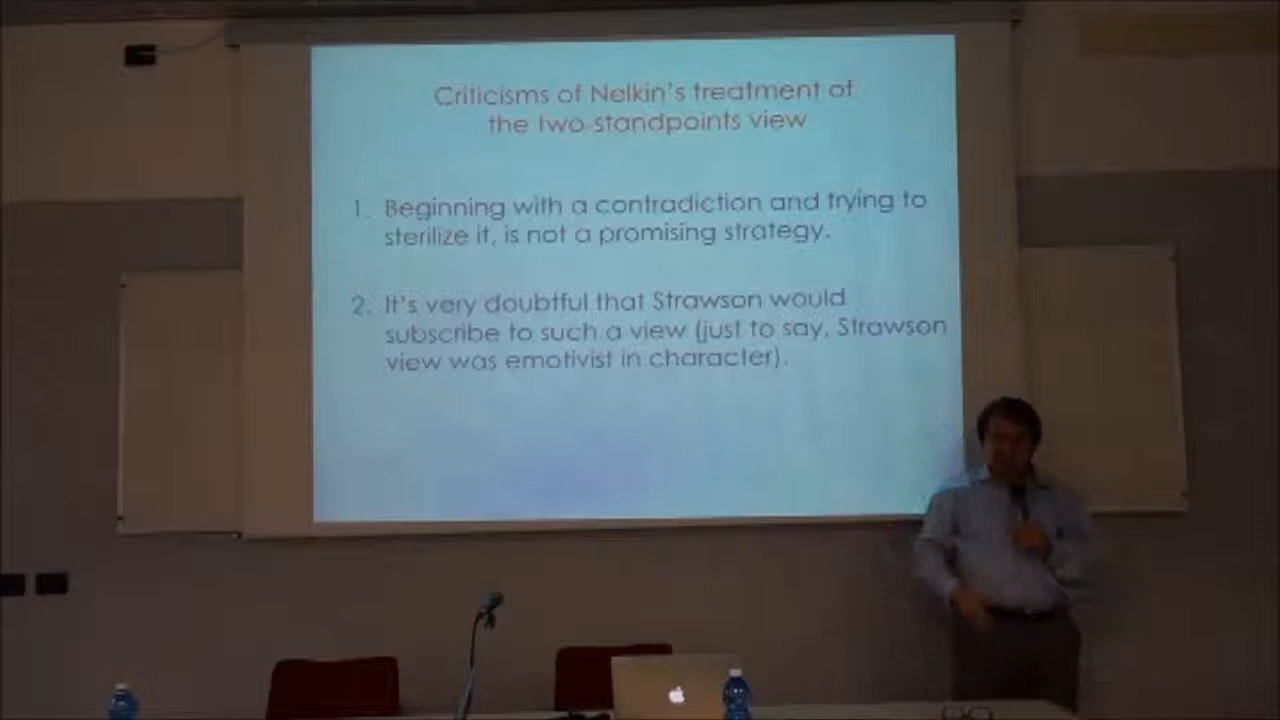 Criticisms of Nelkin's treatment of
the two-standpoints view
1. Beginning with a contradiction and trying to
sterilize it, is not a promising strategy.
2. It's very doubtful that Strawson would
subscribe to such a view (just to say, Strawson
view was emotivist in character).